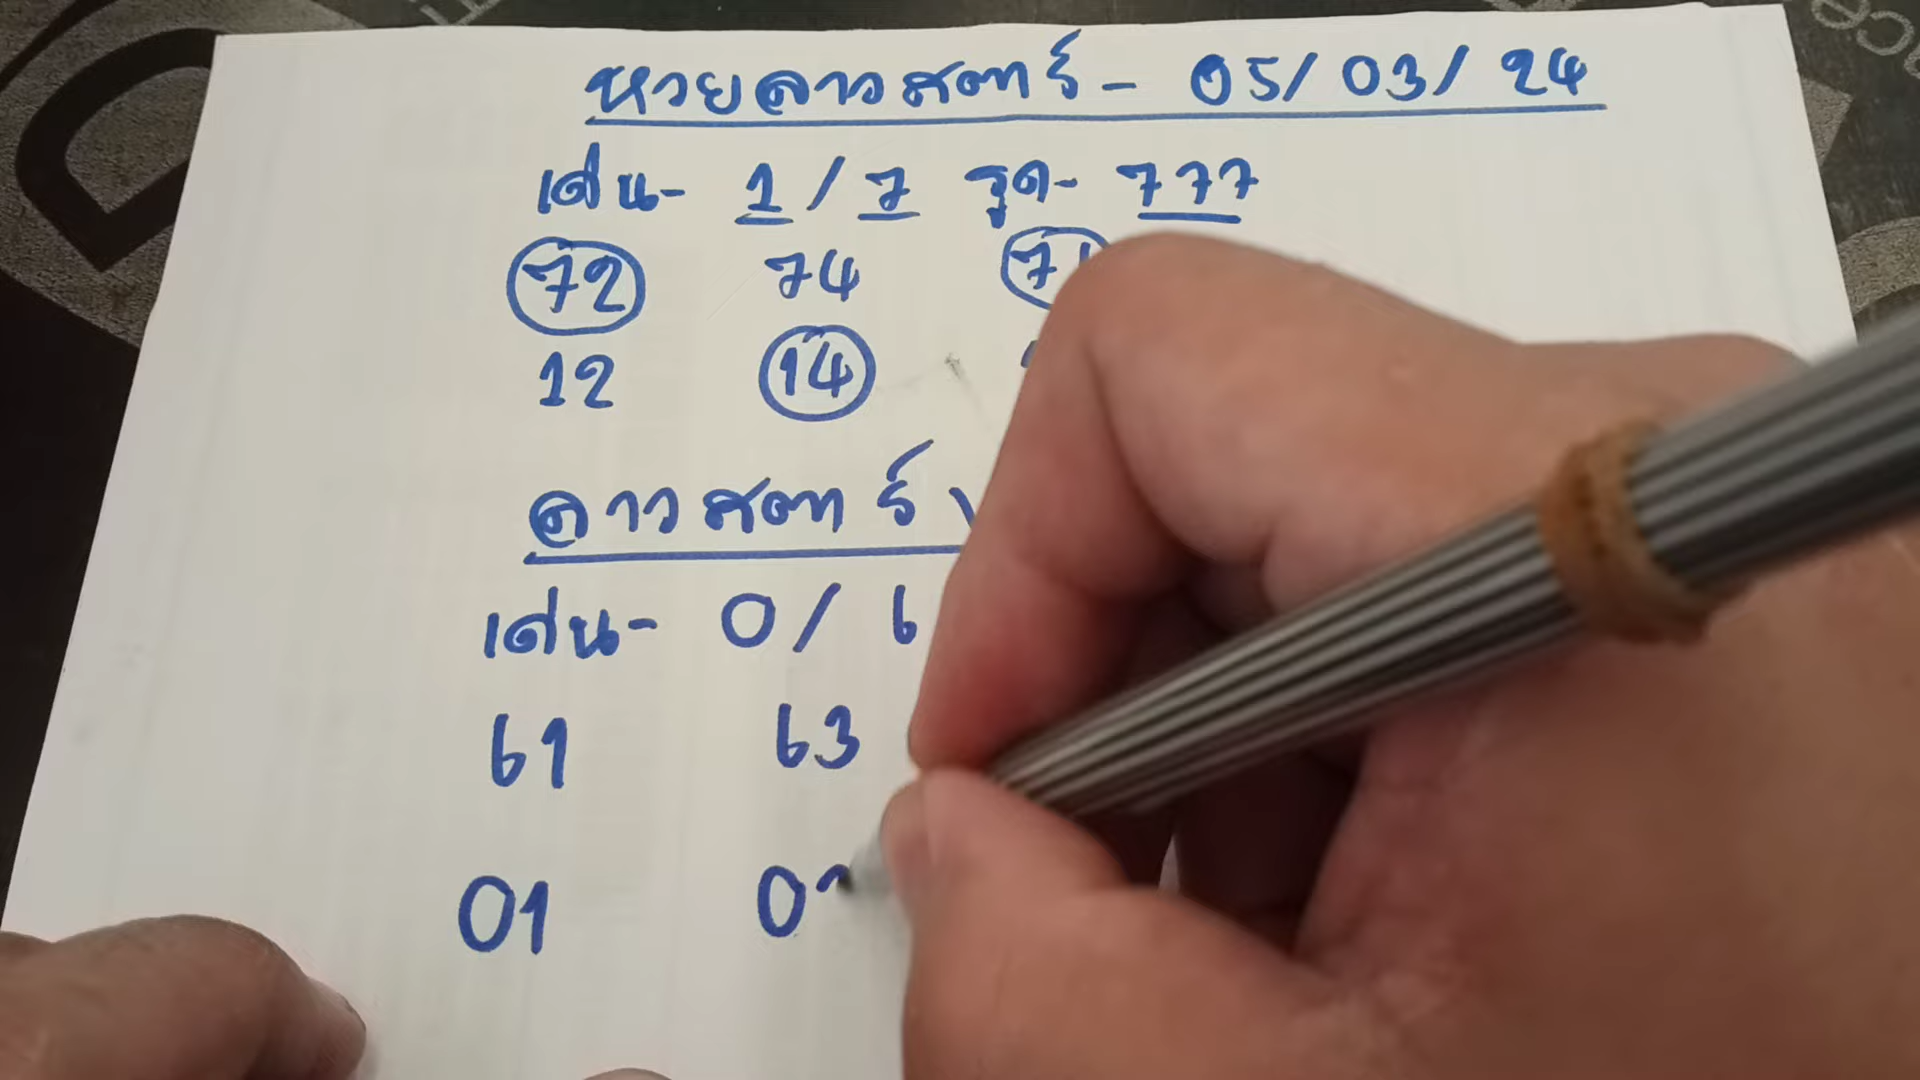 หวยลาวสตาร์ - 05/03/24
เด่น- 1/7 รูด- 777
72 74
12 14
ลาวสตาร์
เด่น- 0/6
61 63
01